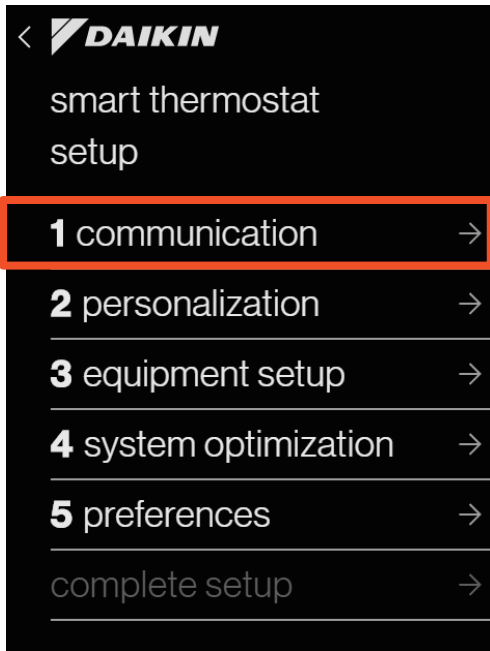 DAIKIN
smart thermostat
setup
1 communication
2 personalization
3 equipment setup
4 system optimization
5 preferences
complete setup